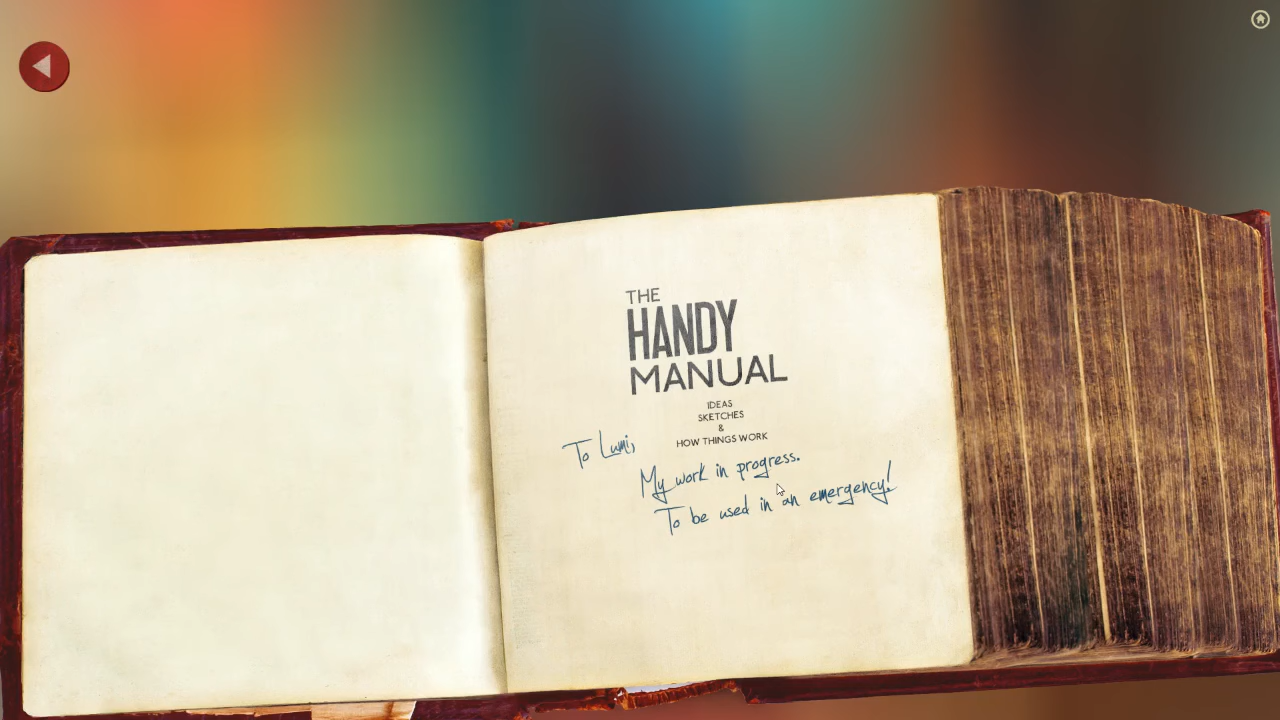 THE
HANDY
MANUAL
IDEAS
SKETCHES
&
HOW THINGS WORK
To Lumi,
My work in progress.
To be used in an emergency!